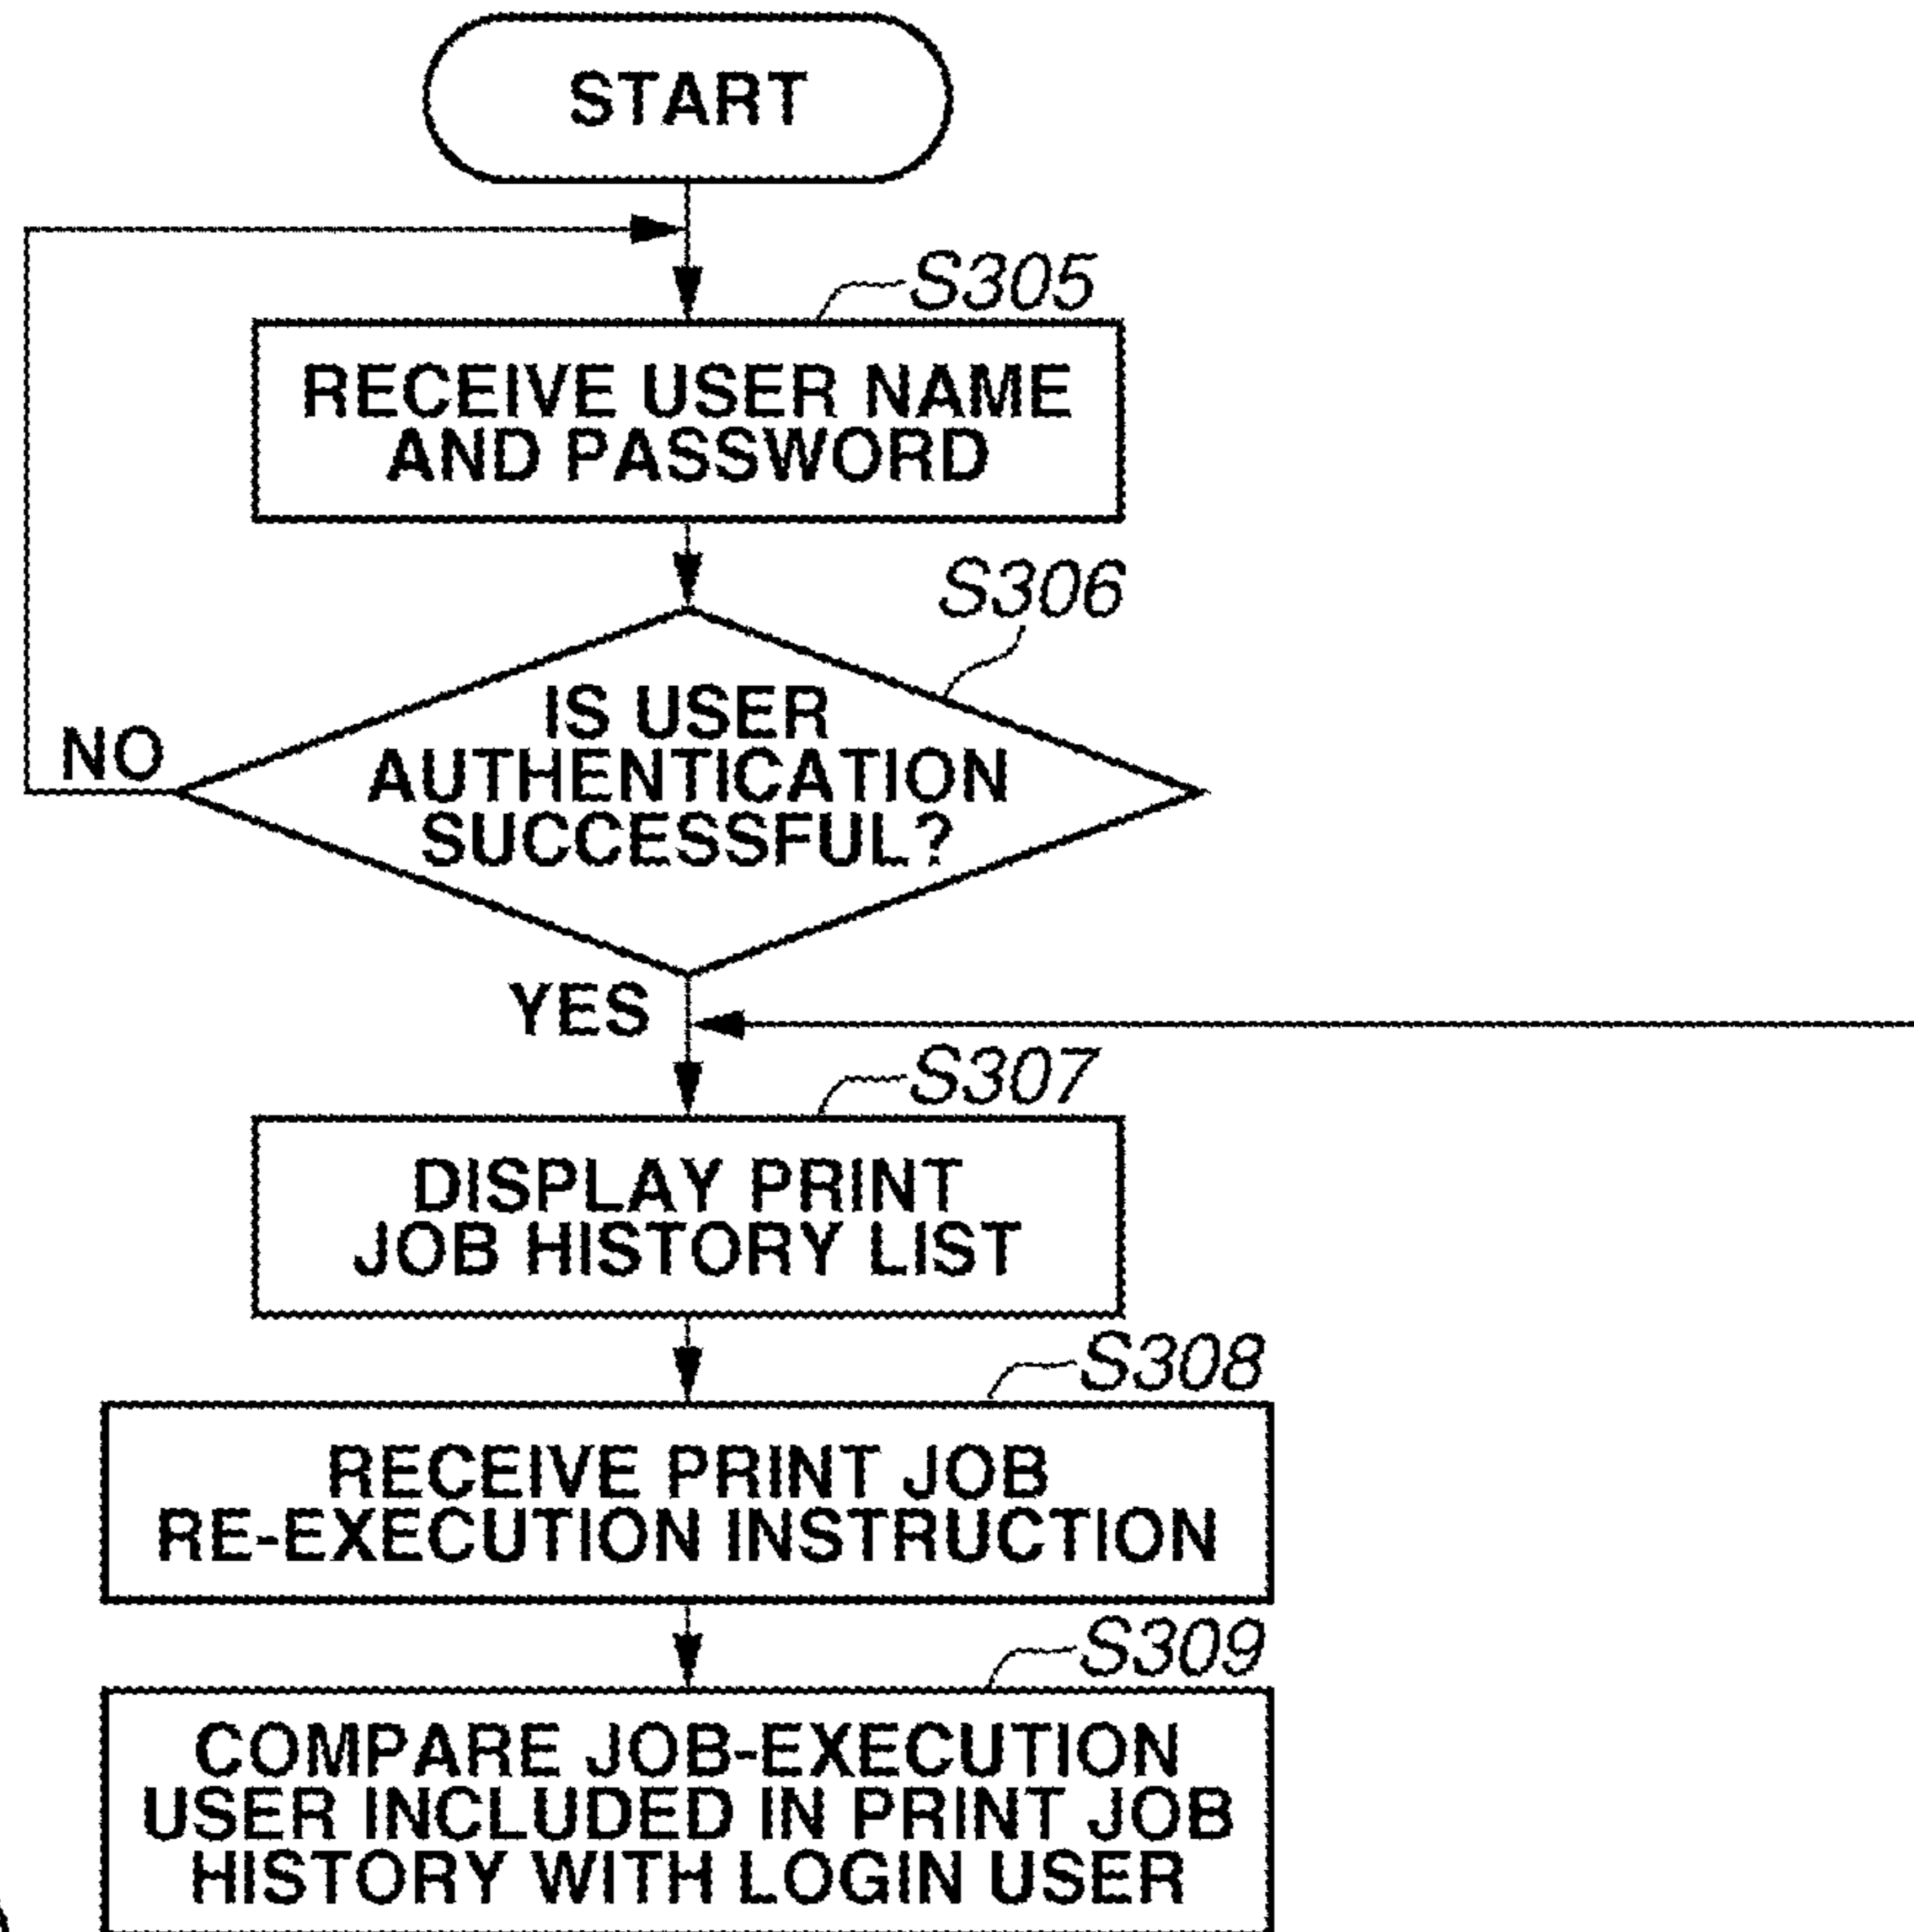 START
S305
RECEIVE USER NAME
AND PASSWORD
S306
IS USER
AUTHENTICATION
SUCCESSFUL?
NO
YES
S307
DISPLAY PRINT
JOB HISTORY LIST
S308
RECEIVE PRINT JOB
RE-EXECUTION INSTRUCTION
S309
COMPARE JOB-EXECUTION
USER INCLUDED IN PRINT JOB
HISTORY WITH LOGIN USER